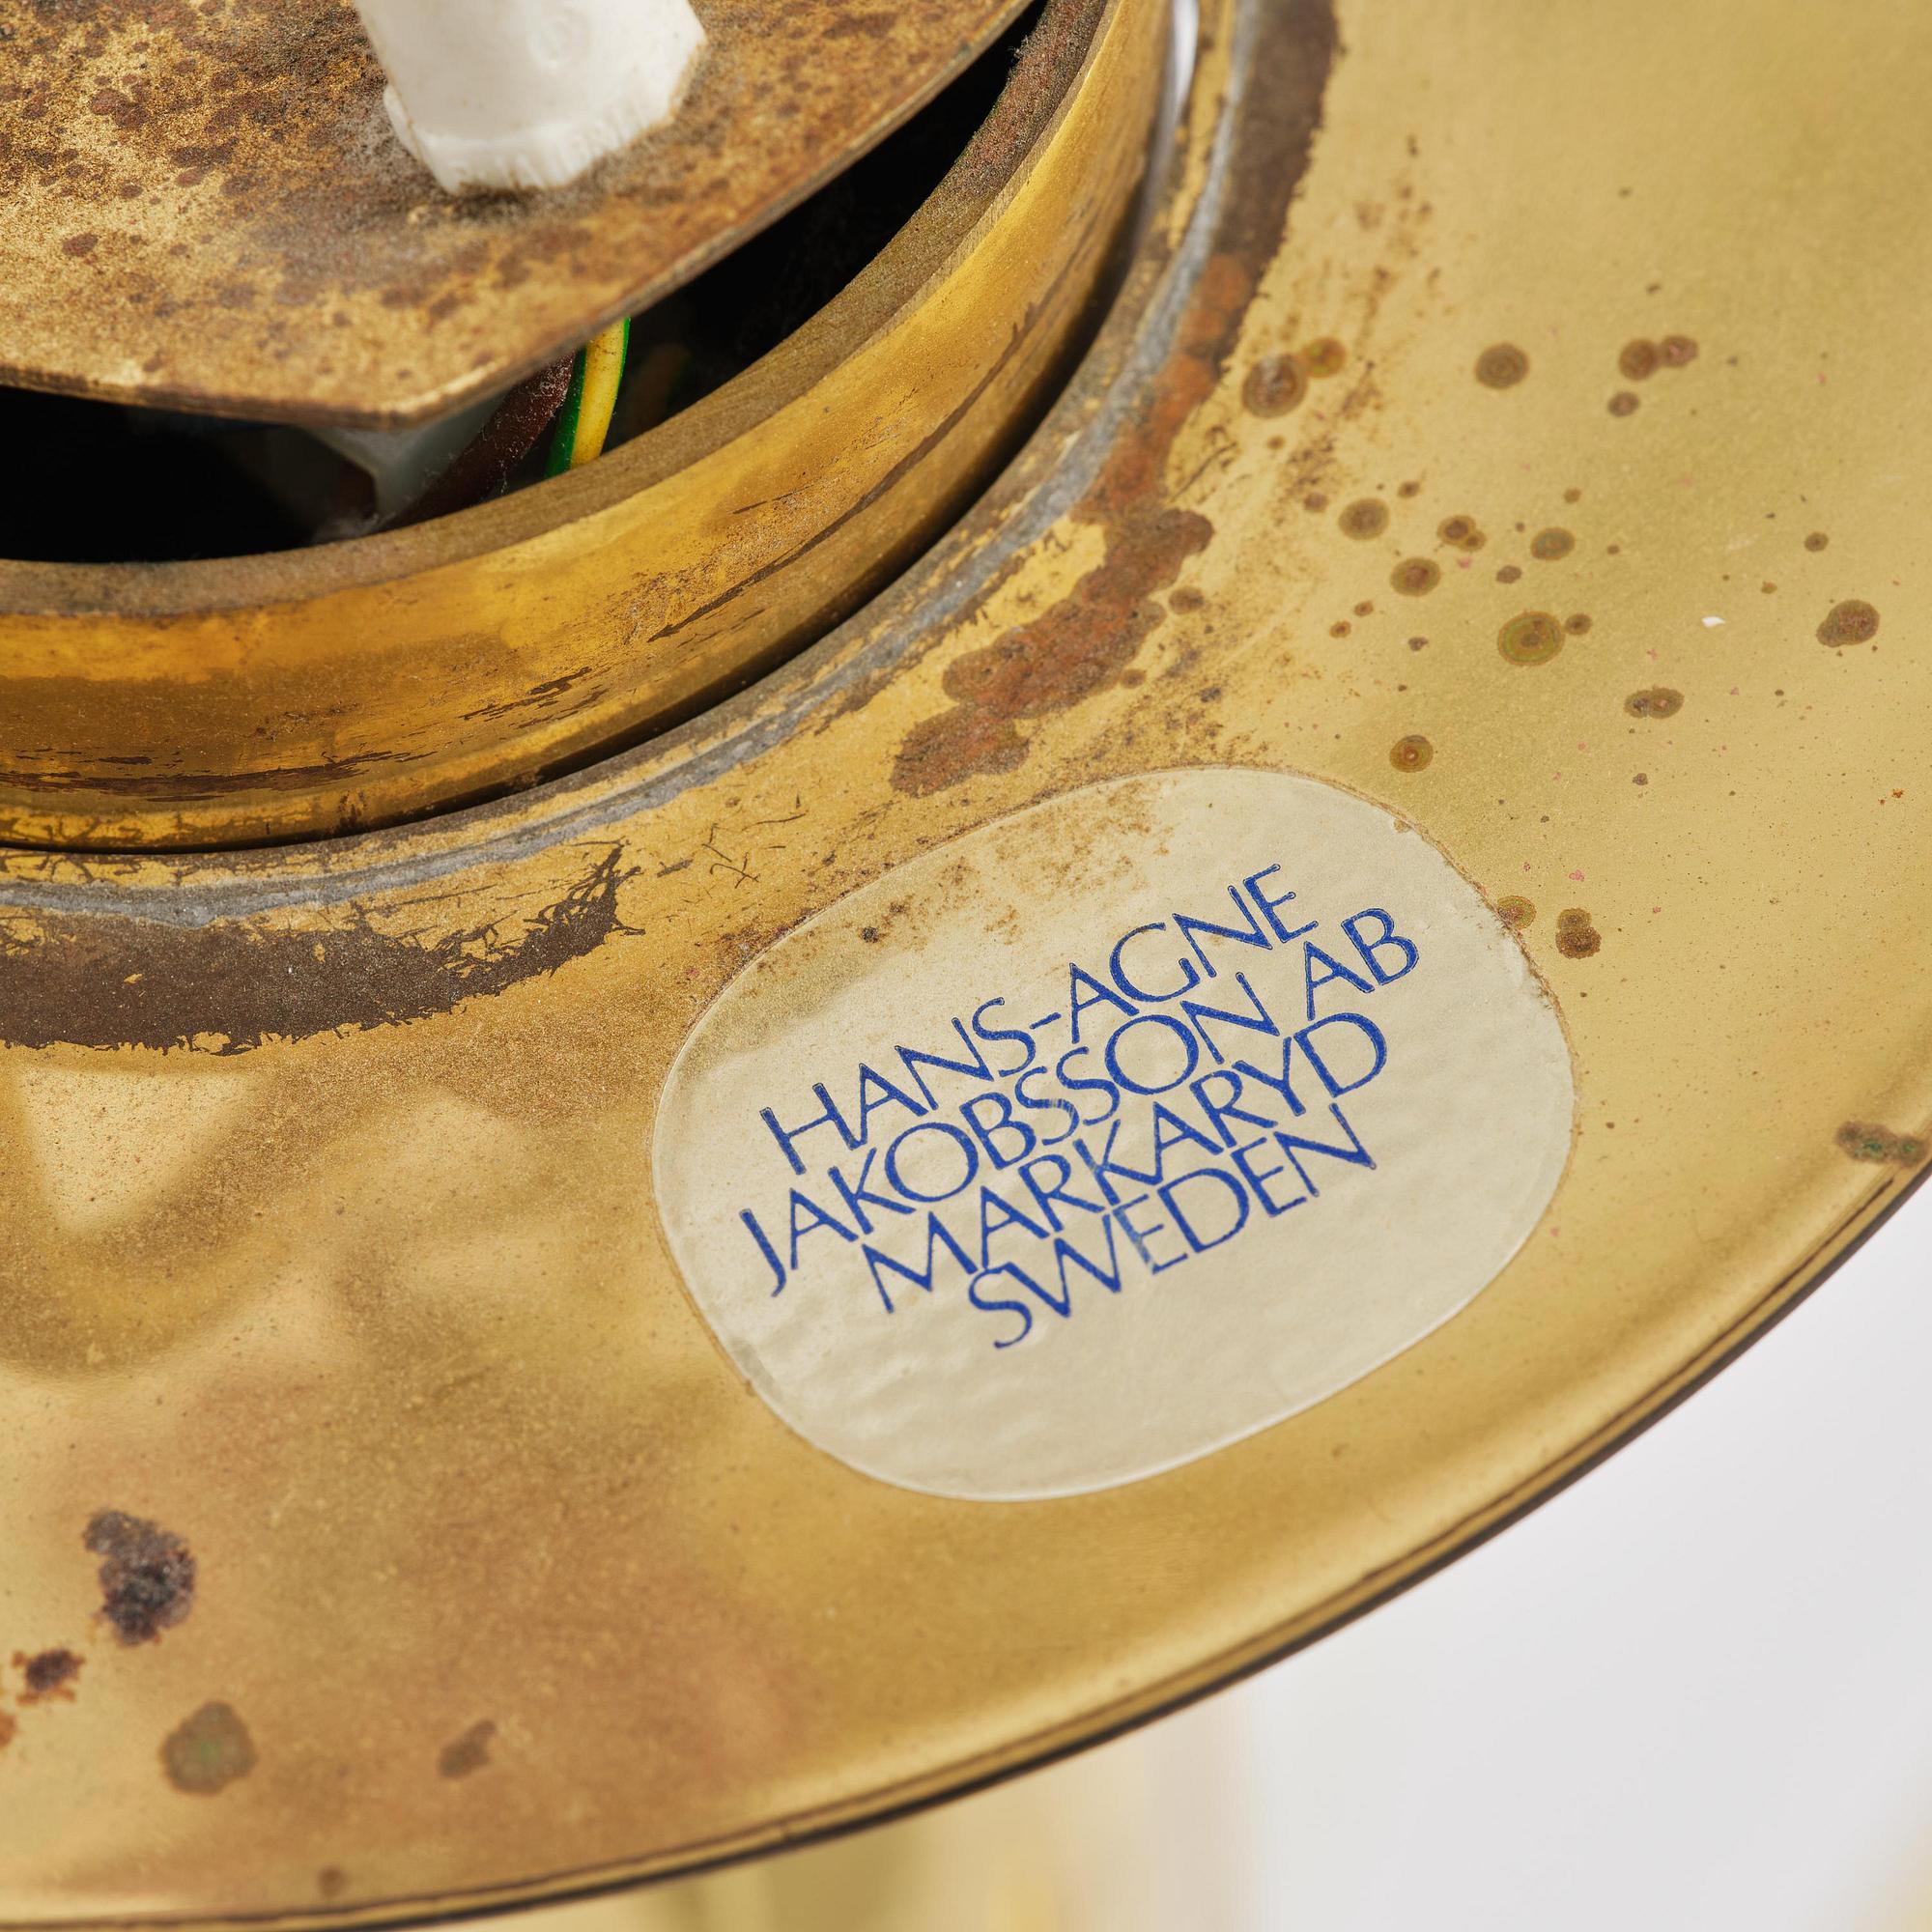 HANS-AGNE
JAKOBSSON AB
MARKARYD
SWEDEN